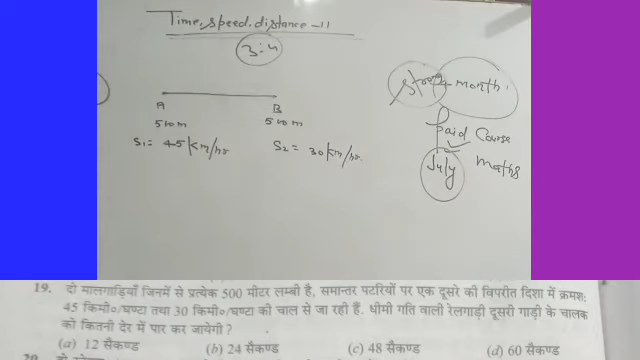 Time, speed, distance -11
3:4
A B
500m 500m
S1 = 45 km/hr S2 = 30 km/hr
month
Paid Course
July Maths
19. दो मालगाड़ियाँ जिनमें से प्रत्येक 500 मीटर लम्बी है, समान्तर पटरियों पर एक दूसरे की विपरीत दिशा में क्रमशः
45 किमी०/घण्टा तथा 30 किमी०/घण्टा की चाल से जा रही हैं. धीमी गति वाली रेलगाड़ी दूसरी गाड़ी के चालक
को कितनी देर में पार कर जायेगी ?
(a) 12 सैकण्ड (b) 24 सैकण्ड (c) 48 सैकण्ड (d) 60 सैकण्ड